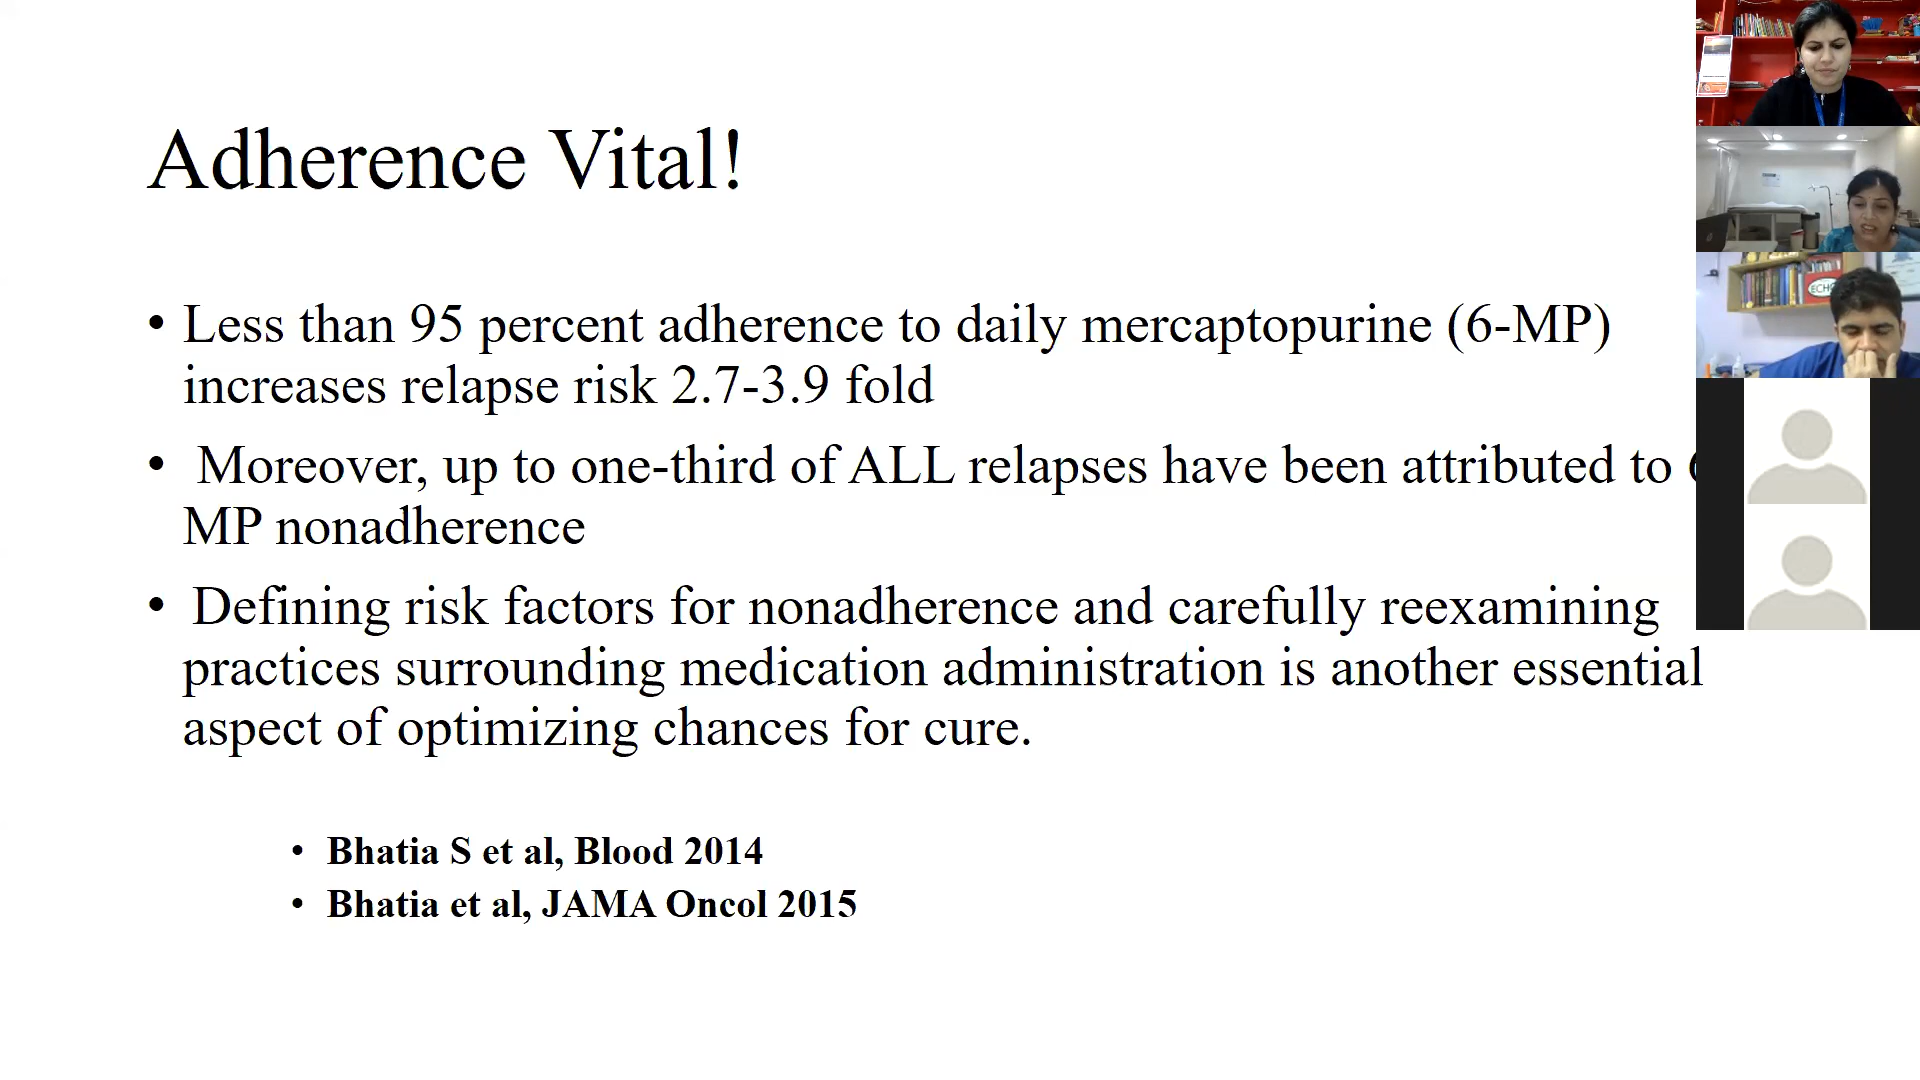 Adherence Vital!
• Less than 95 percent adherence to daily mercaptopurine (6-MP)
increases relapse risk 2.7-3.9 fold
• Moreover, up to one-third of ALL relapses have been attributed to
MP nonadherence
• Defining risk factors for nonadherence and carefully reexamining
practices surrounding medication administration is another essential
aspect of optimizing chances for cure.
• Bhatia S et al, Blood 2014
• Bhatia et al, JAMA Oncol 2015
ECHO